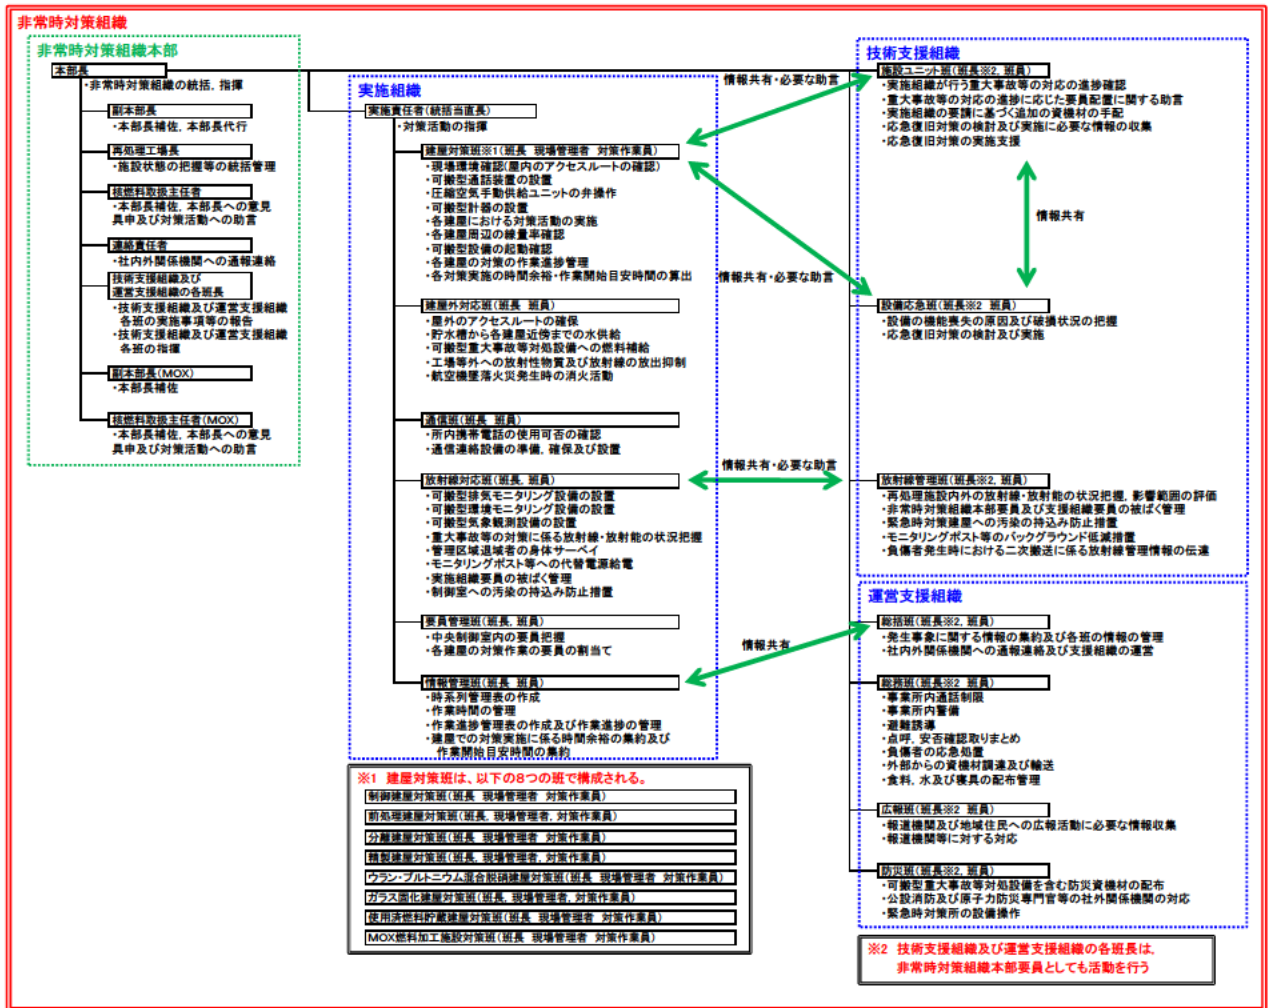 非常時対策組織
非常時対策組織本部
本部長
・非常時対策組織の統括, 指揮
副本部長
・本部長補佐, 本部長代行
再処理工場長
・施設状態の把握等の統括管理
核燃料取扱主任者
・本部長補佐, 本部長への意見
具申及び対策活動への助言
連絡責任者
・社内外関係機関への通報連絡
技術支援組織及び
運営支援組織の各班長
・技術支援組織及び運営支援組織
各班の実施事項等の報告
・技術支援組織及び運営支援組織
各班の指揮
副本部長(MOX)
・本部長補佐
核燃料取扱主任者(MOX)
・本部長補佐, 本部長への意見
具申及び対策活動への助言
実施組織
実施責任者(統括当直長)
・対策活動の指揮
建屋対策班※1(班長 現場管理者 対策作業員)
・現場環境確認(屋内のアクセスルートの確認)
・可搬型通話装置の設置
・圧縮空気手動供給ユニットの弁操作
・可搬型計器の設置
・各建屋における対策活動の実施
・各建屋周辺の線量率確認
・可搬型設備の起動確認
・各建屋の対策の作業進捗管理
・各対策実施の時間余裕・作業開始目安時間の算出
建屋外対応班(班長 班員)
・屋外のアクセスルートの確保
・貯水槽から各建屋近傍までの水供給
・可搬型重大事故等対処設備への燃料補給
・工場等外への放射性物質及び放射線の放出抑制
・航空機墜落火災発生時の消火活動
通信班(班長 班員)
・所内携帯電話の使用可否の確認
・通信連絡設備の準備, 確保及び設置
放射線対応班(班長, 班員)
・可搬型排気モニタリング設備の設置
・可搬型環境モニタリング設備の設置
・可搬型気象観測設備の設置
・重大事故等の対策に係る放射線・放射能の状況把握
・管理区域退域者の身体サーベイ
・モニタリングポスト等への代替電源給電
・実施組織要員の被ばく管理
・制御室への汚染の持込み防止措置
要員管理班(班長, 班員)
・中央制御室内の要員把握
・各建屋の対策作業の要員の割当て
情報管理班(班長 班員)
・時系列管理表の作成
・作業時間の管理
・作業進捗管理表の作成及び作業進捗の管理
・建屋での対策実施に係る時間余裕の集約及び
作業開始目安時間の集約
※1 建屋対策班は、以下の8つの班で構成される。
制御建屋対策班(班長 現場管理者 対策作業員)
前処理建屋対策班(班長, 現場管理者, 対策作業員)
分離建屋対策班(班長 現場管理者 対策作業員)
精製建屋対策班(班長, 現場管理者, 対策作業員)
ウラン・プルトニウム混合脱硝建屋対策班(班長 現場管理者 対策作業員)
ガラス固化建屋対策班(班長, 現場管理者, 対策作業員)
使用済燃料貯蔵建屋対策班(班長 現場管理者 対策作業員)
MOX燃料加工施設対策班(班長 現場管理者 対策作業員)
情報共有・必要な助言
情報共有・必要な助言
情報共有・必要な助言
情報共有
技術支援組織
施設ユニット班(班長※2, 班員)
・実施組織が行う重大事故等の対応の進捗確認
・重大事故等の対応の進捗に応じた要員配置に関する助言
・実施組織の要請に基づく追加の資機材の手配
・応急復旧対策の検討及び実施に必要な情報の収集
・応急復旧対策の実施支援
情報共有
設備応急班(班長※2 班員)
・設備の機能喪失の原因及び破損状況の把握
・応急復旧対策の検討及び実施
放射線管理班(班長※2, 班員)
・再処理施設内外の放射線・放射能の状況把握, 影響範囲の評価
・非常時対策組織本部要員及び支援組織要員の被ばく管理
・緊急時対策建屋への汚染の持込み防止措置
・モニタリングポスト等のバックグラウンド低減措置
・負傷者発生時における二次搬送に係る放射線管理情報の伝達
運営支援組織
総括班(班長※2, 班員)
・発生事象に関する情報の集約及び各班の情報の管理
・社内外関係機関への通報連絡及び支援組織の運営
総務班(班長※2 班員)
・事業所内通話制限
・事業所内警備
・避難誘導
・点呼, 安否確認取りまとめ
・負傷者の応急処置
・外部からの資機材調達及び輸送
・食料, 水及び寝具の配布管理
広報班(班長※2 班員)
・報道機関及び地域住民への広報活動に必要な情報収集
・報道機関等に対する対応
防災班(班長※2, 班員)
・可搬型重大事故等対処設備を含む防災資機材の配布
・公設消防及び原子力防災専門官等の社外関係機関の対応
・緊急時対策所の設備操作
※2 技術支援組織及び運営支援組織の各班長は,
非常時対策組織本部要員としても活動を行う